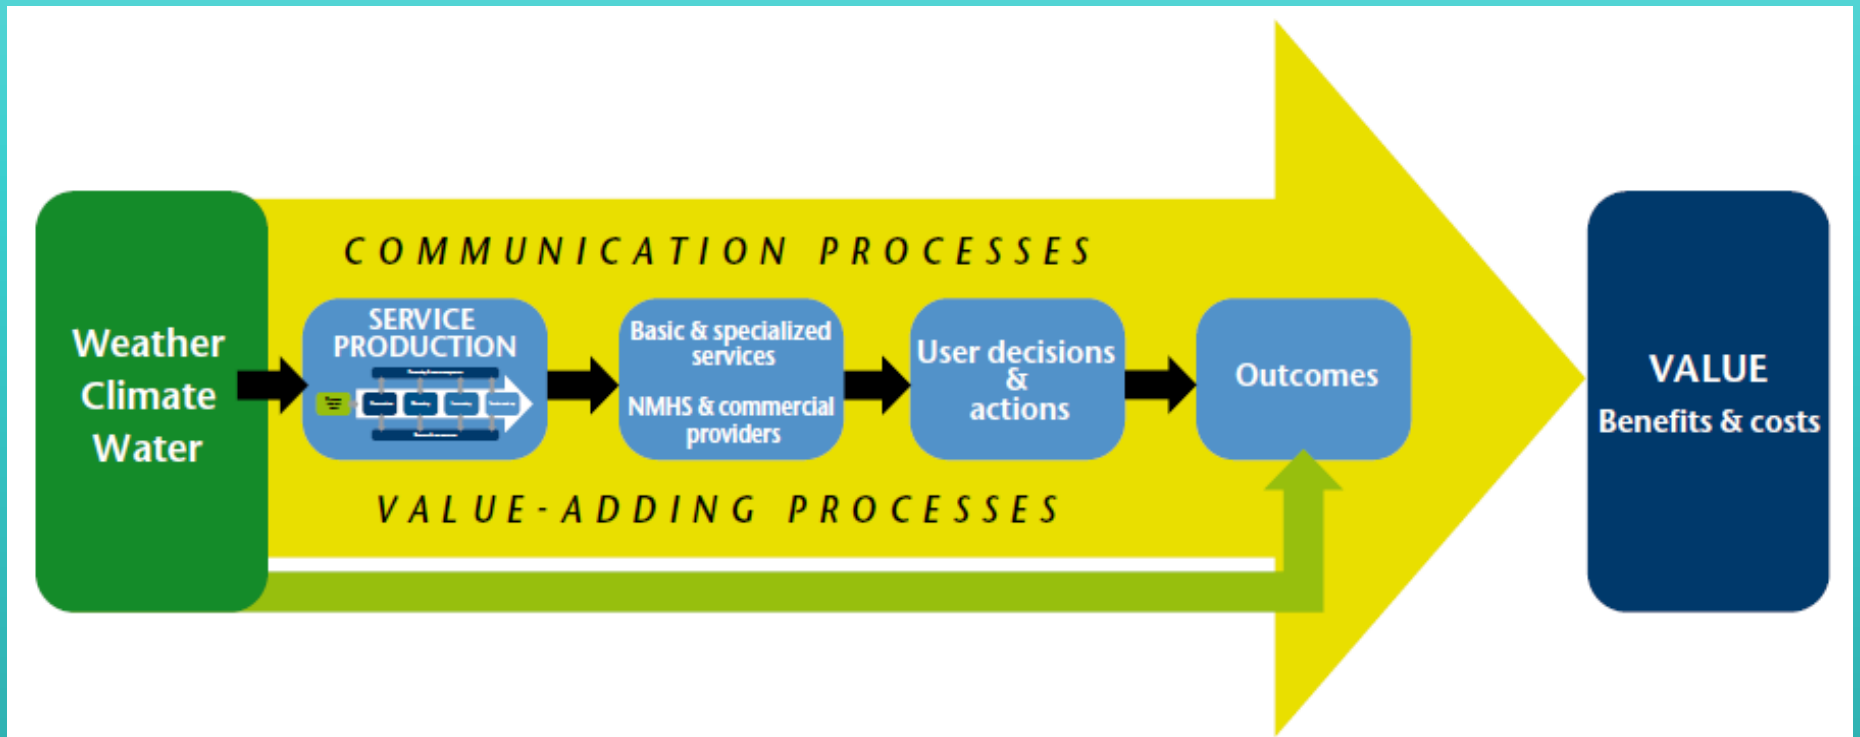 COMMUNICATION PROCESSES
Weather
Climate
Water
SERVICE
PRODUCTION
Basic & specialized
services
NMHS & commercial
providers
User decisions
&
actions
Outcomes
VALUE
Benefits & costs
VALUE-ADDING PROCESSES